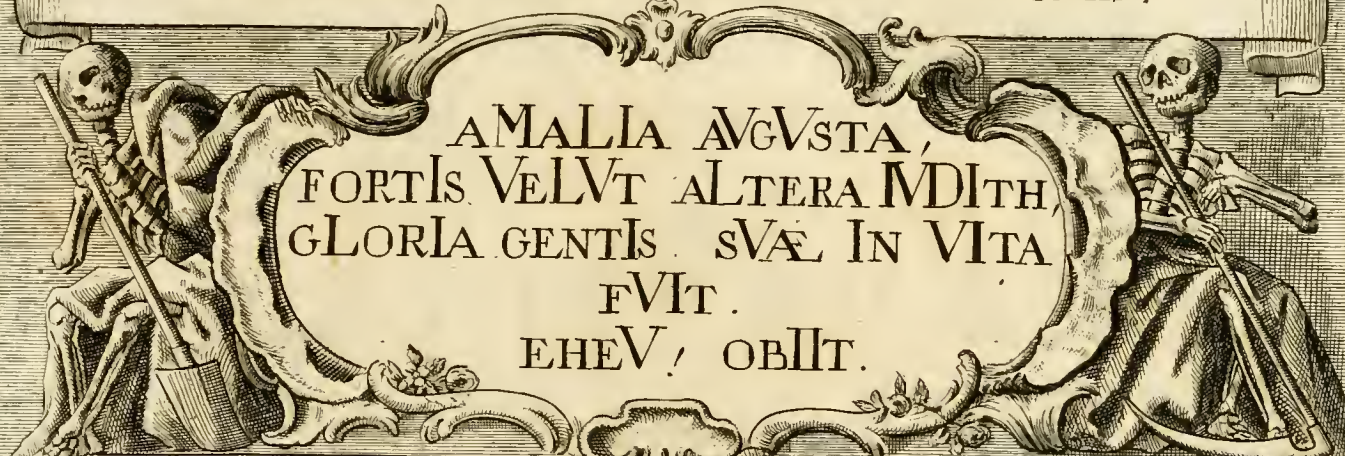 AMALIA AVGVSTA,
FORTIS VELVT ALTERA IVDITH,
GLORIA GENTIS SVÆ IN VITA
FVIT.
EHEV! OBIIT.